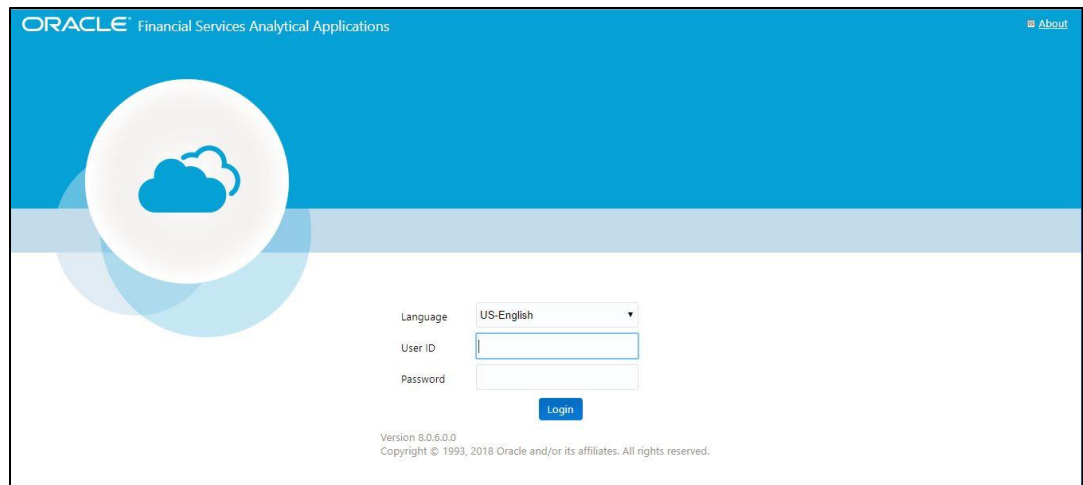 ORACLE® Financial Services Analytical Applications
About
Language US-English
User ID
Password
Login
Version 8.0.6.0.0
Copyright © 1993, 2018 Oracle and/or its affiliates. All rights reserved.